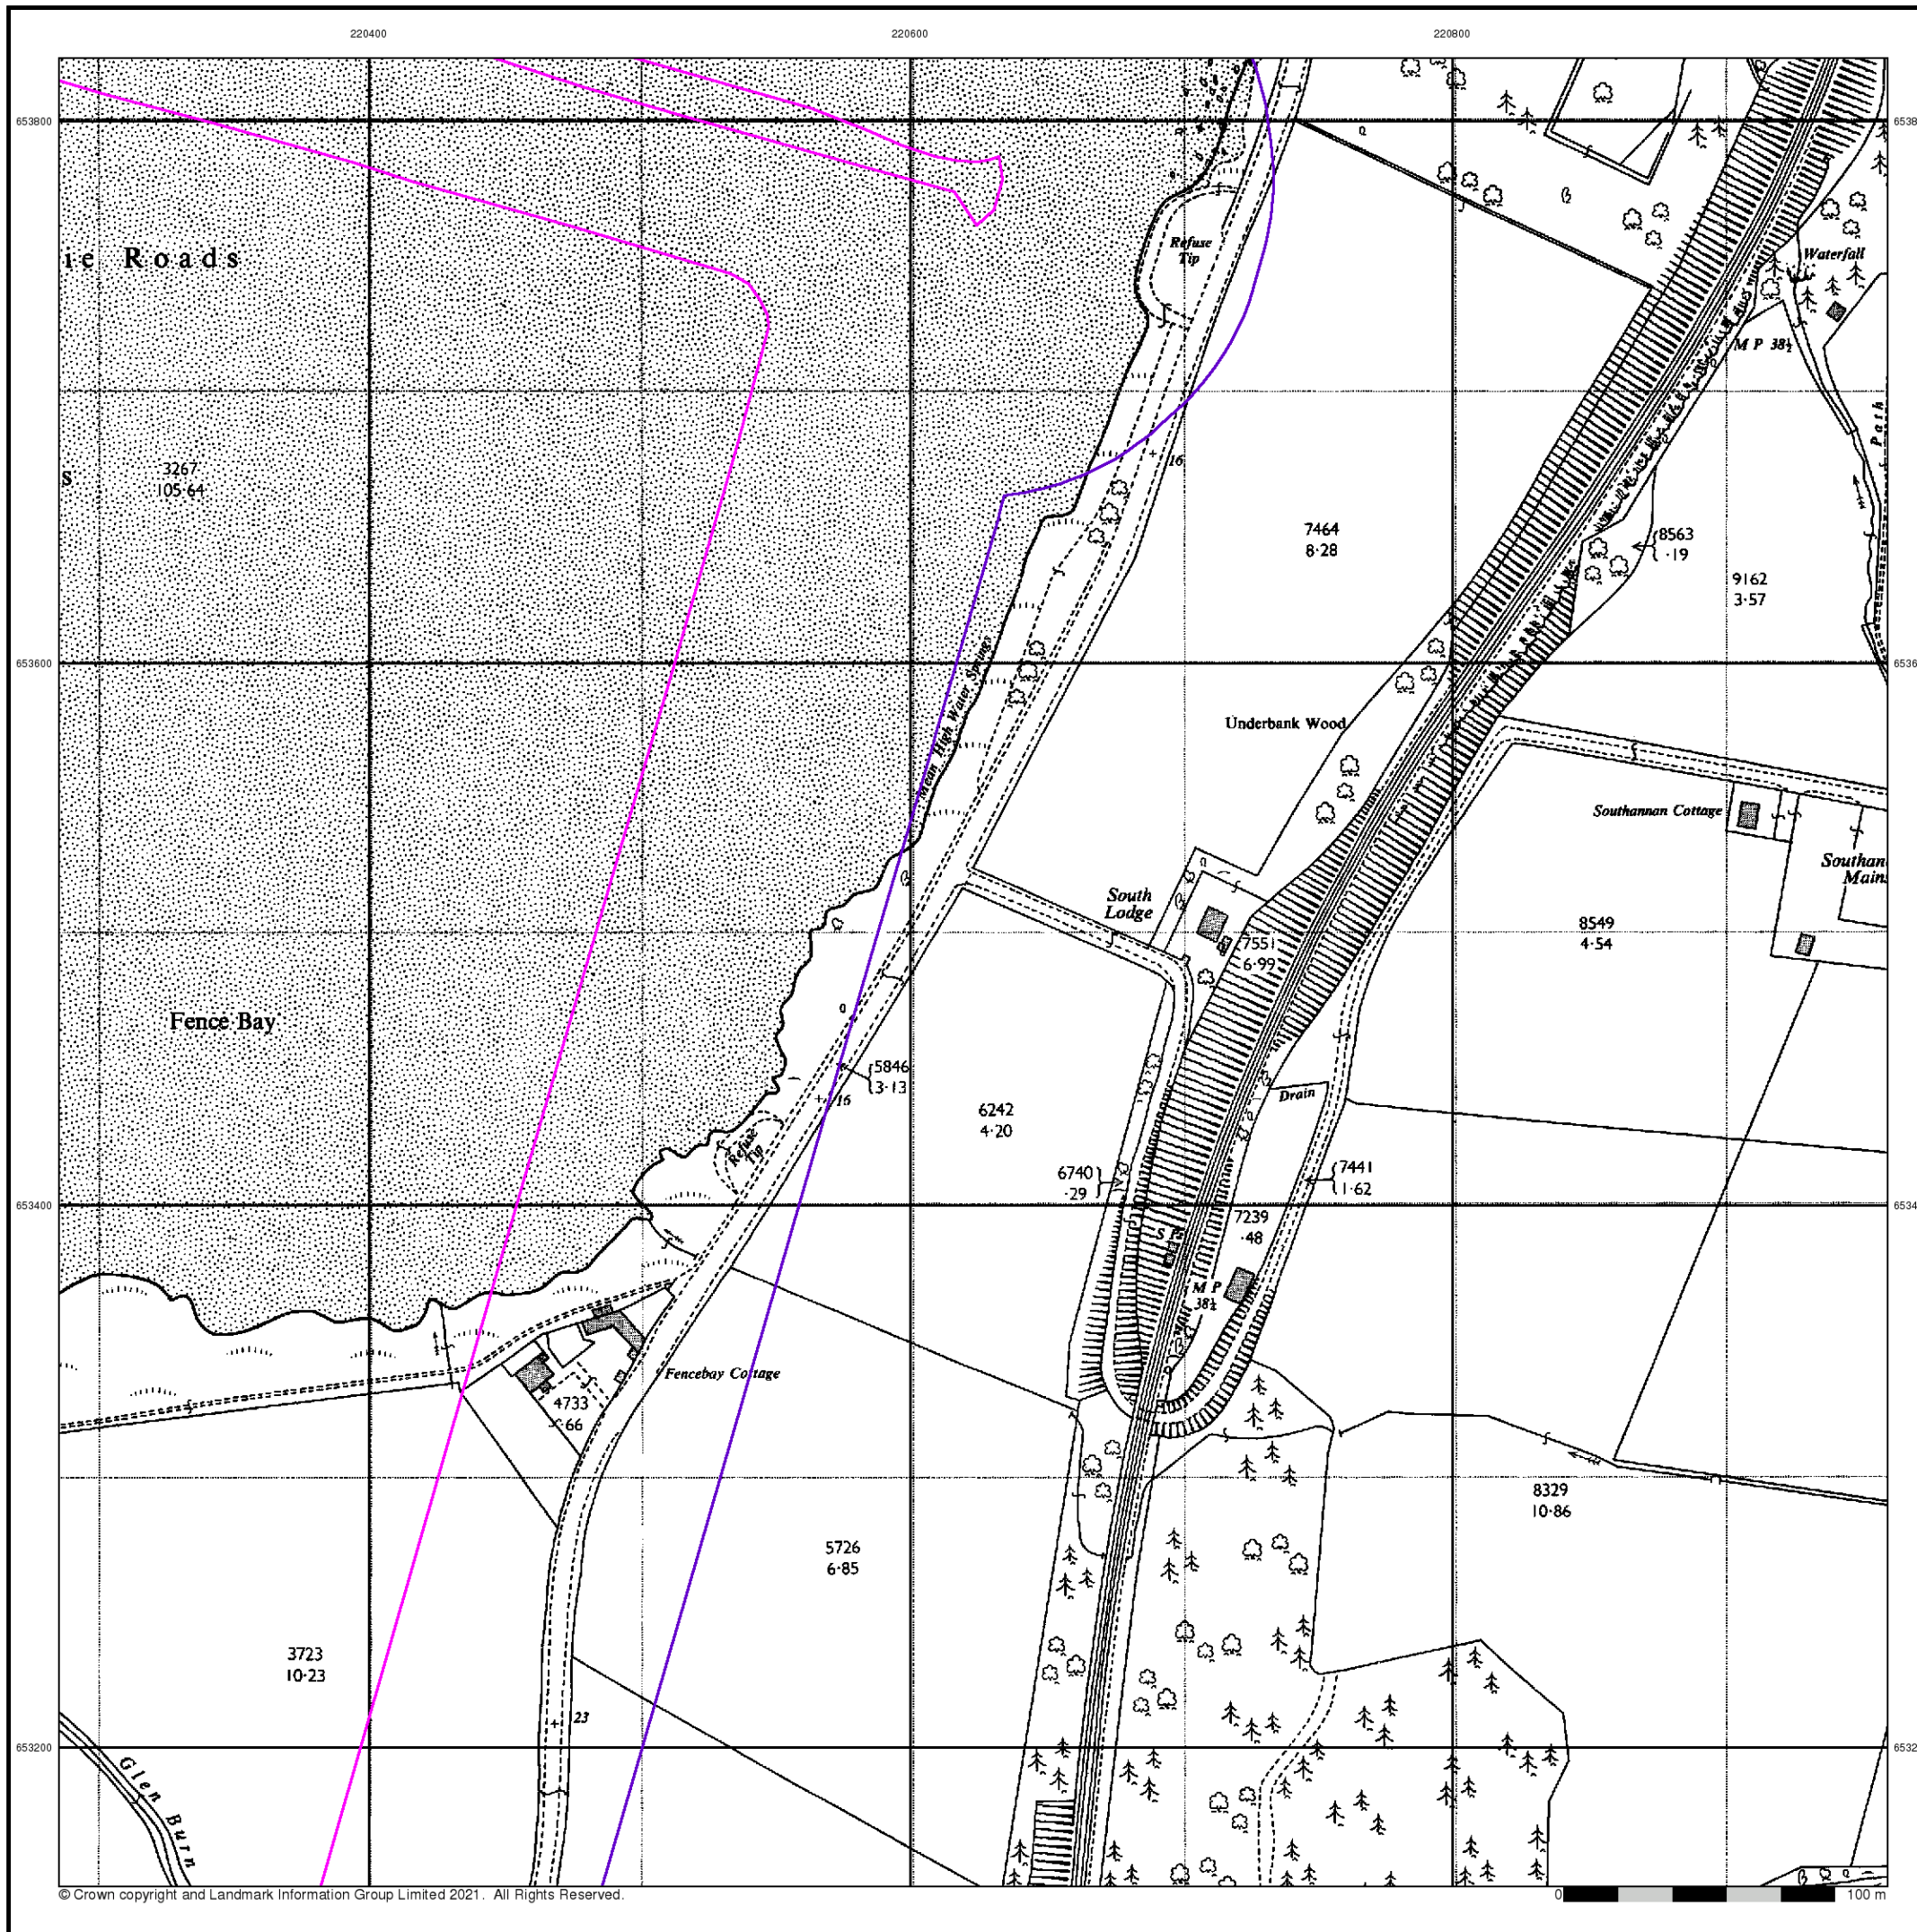 220400
220600
220800
653800
ie Roads
Refuse
Tip
Waterfall
M P 38½
Path
3267
105·64
s
16
7464
8·28
8563
·19
9162
3·57
653600
Mean High Water Springs
Underbank Wood
Southannan Cottage
Southan
Mains
South
Lodge
7551
6·99
8549
4·54
Fence Bay
5846
3·13
16
Drain
6242
4·20
Refuse
Tip
6740
·29
7441
1·62
653400
7239
·48
S B
M P
38¼
Fencebay Cottage
4733
·66
8329
10·86
5726
6·85
3723
10·23
23
653200
Glen Burn
© Crown copyright and Landmark Information Group Limited 2021. All Rights Reserved.
0
100 m